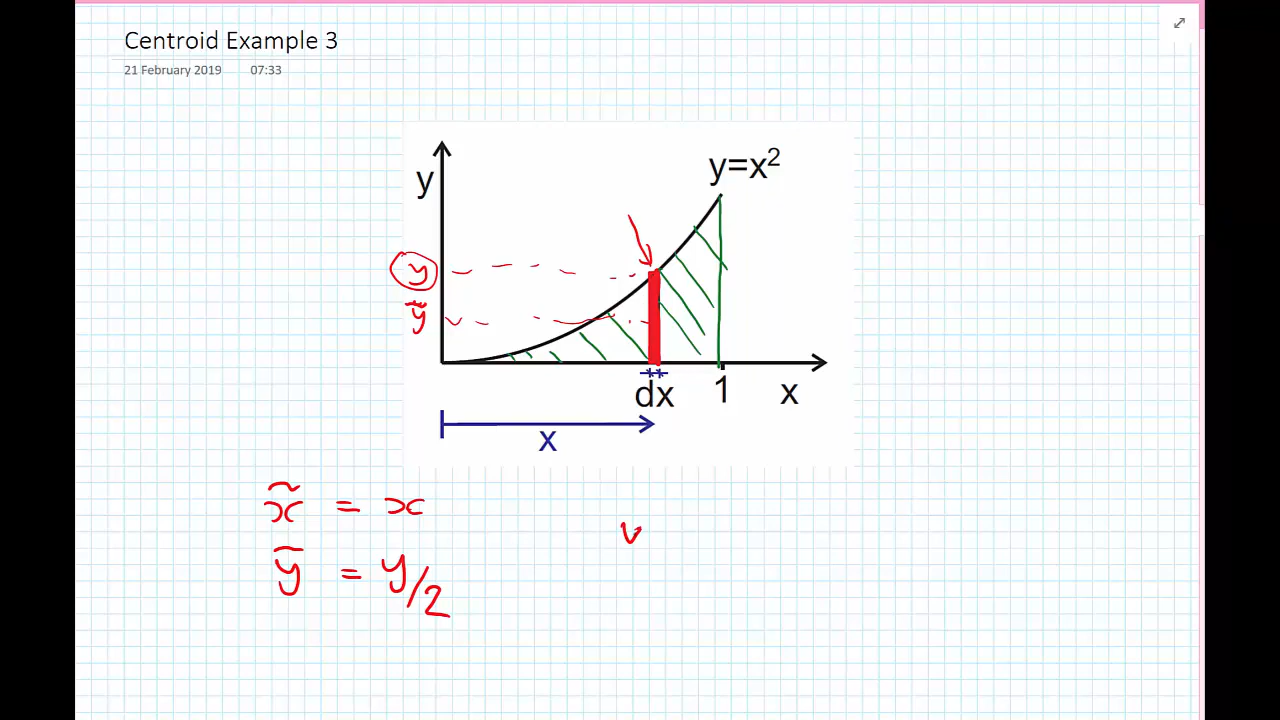 Centroid Example 3
21 February 2019 07:33
y=x²
y
y
ỹ
dx
1
x
x
x̃ = x
ỹ = y/2